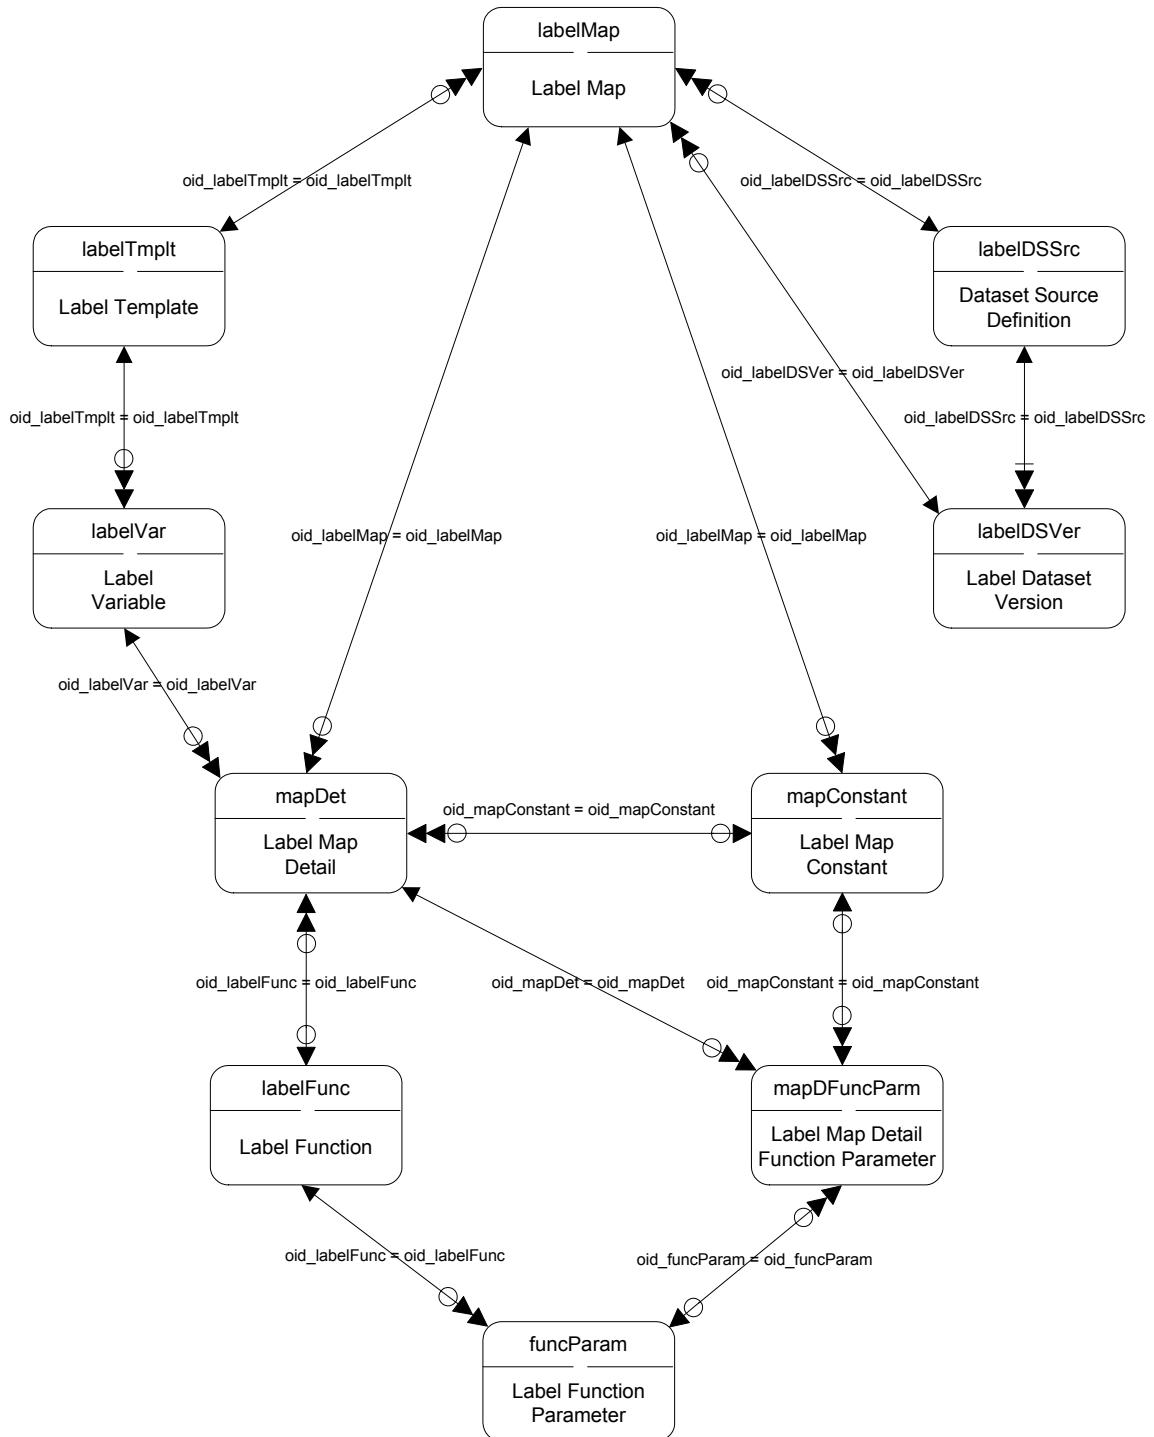 labelMap
Label Map
oid_labelTmplt = oid_labelTmplt
oid_labelDSSrc = oid_labelDSSrc
labelTmplt
Label Template
labelDSSrc
Dataset Source
Definition
oid_labelDSVer = oid_labelDSVer
oid_labelTmplt = oid_labelTmplt
oid_labelDSSrc = oid_labelDSSrc
labelVar
Label
Variable
oid_labelMap = oid_labelMap
oid_labelMap = oid_labelMap
labelDSVer
Label Dataset
Version
oid_labelVar = oid_labelVar
mapDet
Label Map
Detail
oid_mapConstant = oid_mapConstant
mapConstant
Label Map
Constant
oid_labelFunc = oid_labelFunc
oid_mapDet = oid_mapDet
oid_mapConstant = oid_mapConstant
labelFunc
Label Function
mapDFuncParm
Label Map Detail
Function Parameter
oid_labelFunc = oid_labelFunc
oid_funcParam = oid_funcParam
funcParam
Label Function
Parameter